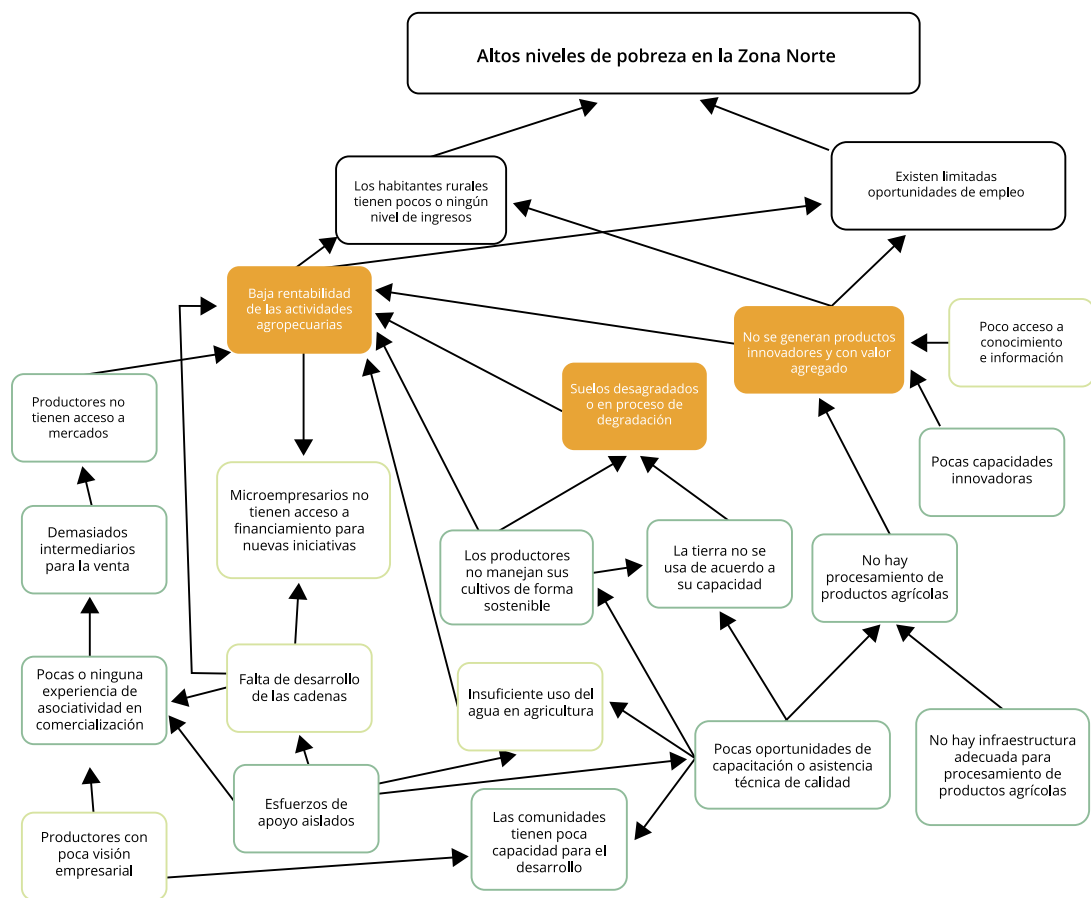 Altos niveles de pobreza en la Zona Norte
Los habitantes rurales
tienen pocos o ningún
nivel de ingresos
Existen limitadas
oportunidades de empleo
Baja rentabilidad
de las actividades
agropecuarias
No se generan productos
innovadores y con valor
agregado
Poco acceso a
conocimiento
e información
Productores no
tienen acceso a
mercados
Suelos desagradados
o en proceso de
degradación
Pocas capacidades
innovadoras
Microempresarios no
tienen acceso a
financiamiento para
nuevas iniciativas
Demasiados
intermediarios
para la venta
Los productores
no manejan sus
cultivos de forma
sostenible
La tierra no se
usa de acuerdo a
su capacidad
No hay
procesamiento de
productos agrícolas
Pocas o ninguna
experiencia de
asociatividad en
comercialización
Falta de desarrollo
de las cadenas
Insuficiente uso del
agua en agricultura
Pocas oportunidades de
capacitación o asistencia
técnica de calidad
No hay infraestructura
adecuada para
procesamiento de
productos agrícolas
Esfuerzos de
apoyo aislados
Las comunidades
tienen poca
capacidad para el
desarrollo
Productores con
poca visión
empresarial